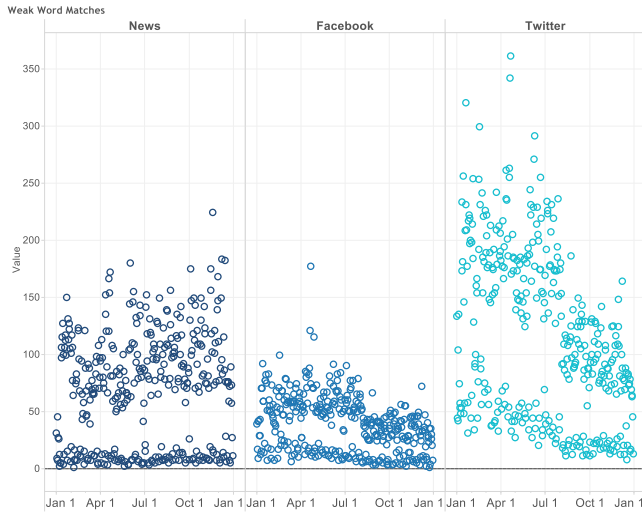 Weak Word Matches
News Facebook Twitter
350
300
250
200
150
100
50
0
Value
Jan 1 Apr 1 Jul 1 Oct 1 Jan 1 Jan 1 Apr 1 Jul 1 Oct 1 Jan 1 Jan 1 Apr 1 Jul 1 Oct 1 Jan 1